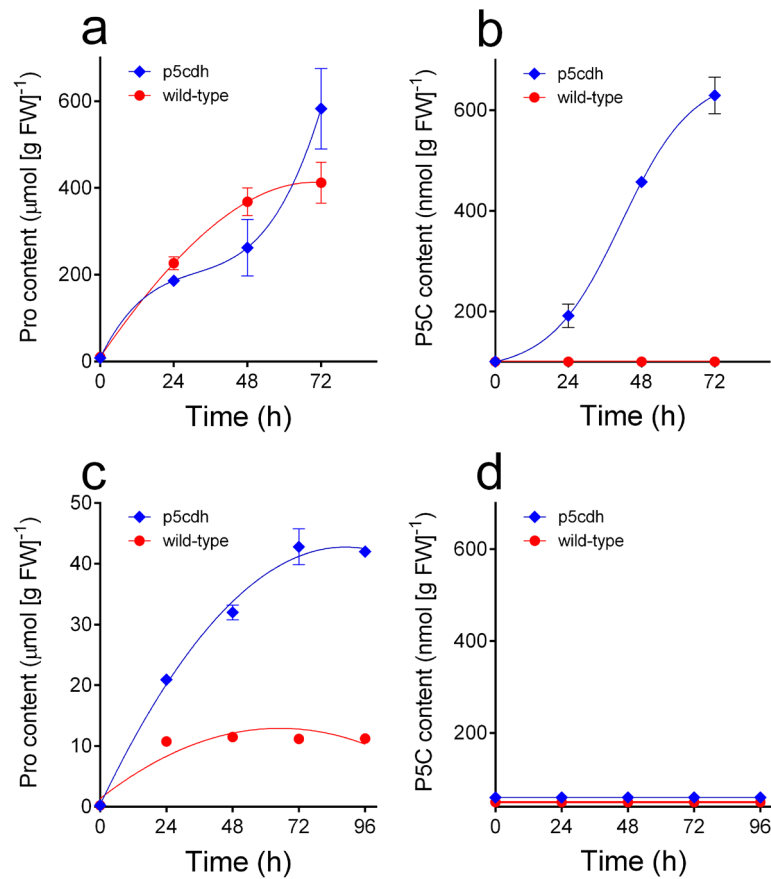 a
p5cdh
wild-type
Pro content (μmol [g FW]-1)
600
400
200
0
0 24 48 72
Time (h)
b
p5cdh
wild-type
P5C content (nmol [g FW]-1)
600
400
200
0 24 48 72
Time (h)
c
p5cdh
wild-type
Pro content (μmol [g FW]-1)
50
40
30
20
10
0
0 24 48 72 96
Time (h)
d
p5cdh
wild-type
P5C content (nmol [g FW]-1)
600
400
200
0 24 48 72 96
Time (h)